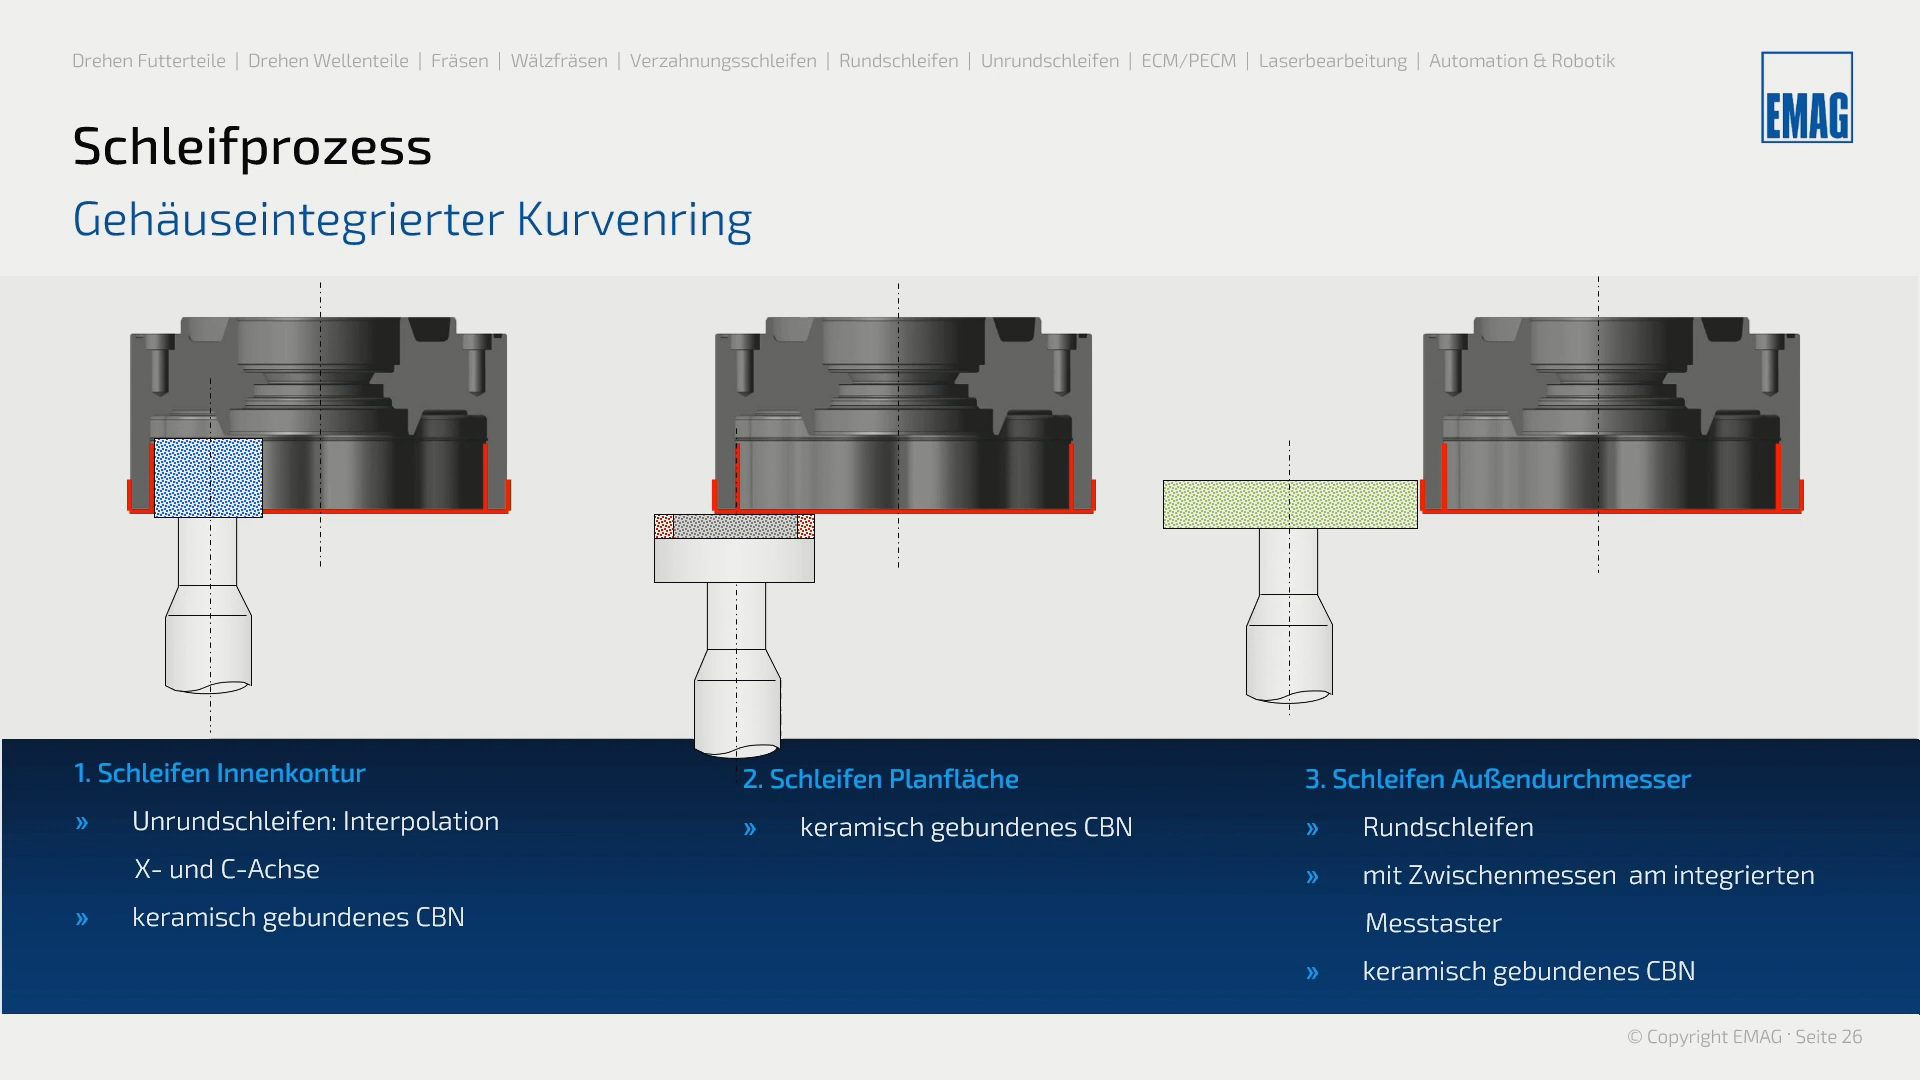 Drehen Futterteile | Drehen Wellenteile | Fräsen | Wälzfräsen | Verzahnungsschleifen | Rundschleifen | Unrundschleifen | ECM/PECM | Laserbearbeitung | Automation & Robotik
EMAG
Schleifprozess
Gehäuseintegrierter Kurvenring
1. Schleifen Innenkontur
» Unrundschleifen: Interpolation
X- und C-Achse
» keramisch gebundenes CBN
2. Schleifen Planfläche
» keramisch gebundenes CBN
3. Schleifen Außendurchmesser
» Rundschleifen
» mit Zwischenmessen am integrierten
Messtaster
» keramisch gebundenes CBN
© Copyright EMAG · Seite 26